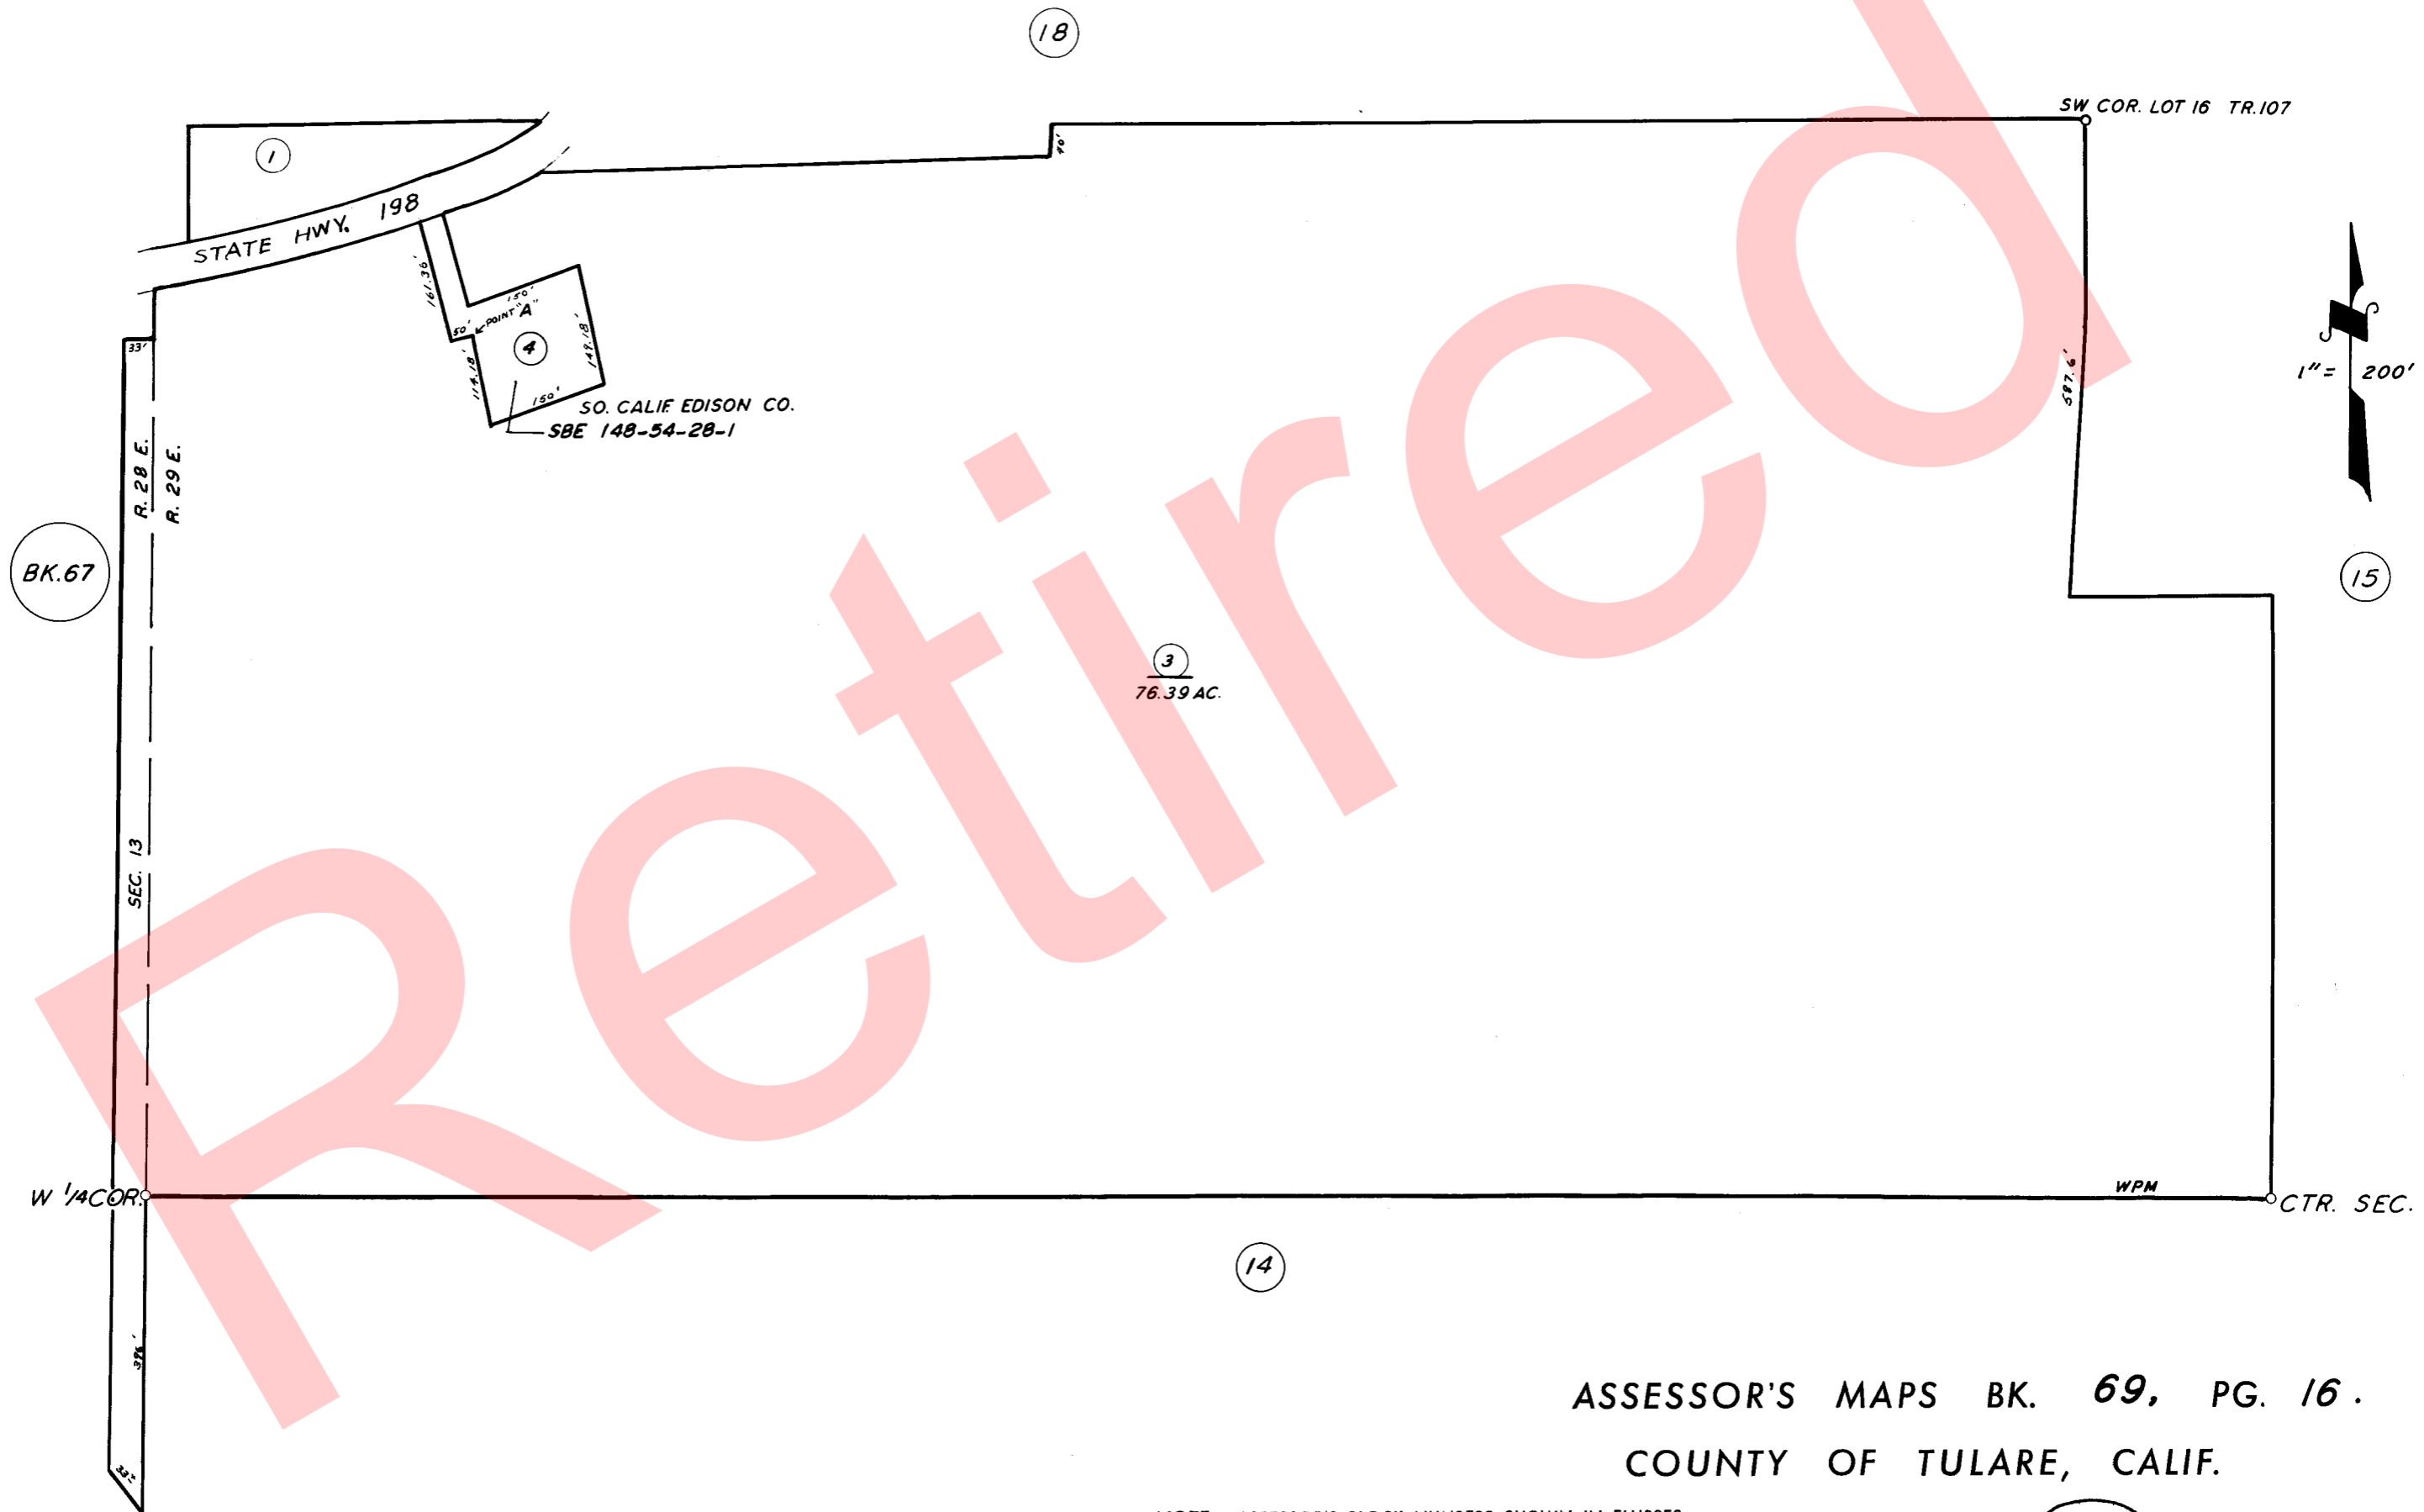 18
SW COR. LOT 16 TR.107
1
40'
STATE HWY. 198
161.36'
150'
POINT "A"
50'
4
149.18'
114.18'
150'
33'
587.6'
1" = 200'
SO. CALIF. EDISON CO.
SBE 148-54-28-1
R. 28 E.
R. 29 E.
BK.67
15
3
76.39 AC.
SEC. 13
Retired
W 1/4 COR.
WPM
CTR. SEC.
14
396'
33'±
ASSESSOR'S MAPS BK. 69, PG. 16.
COUNTY OF TULARE, CALIF.